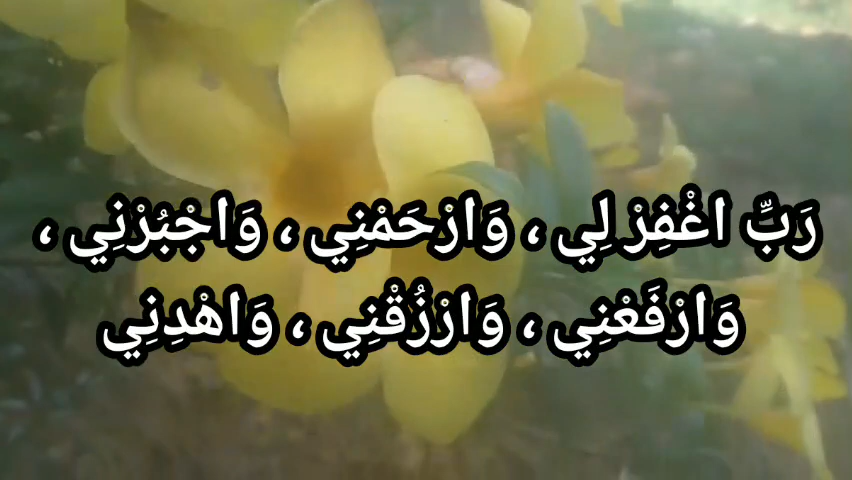 رَبِّ اغْفِرْ لِي ، وَارْحَمْنِي ، وَاجْبُرْنِي ،
وَارْفَعْنِي ، وَارْزُقْنِي ، وَاهْدِنِي